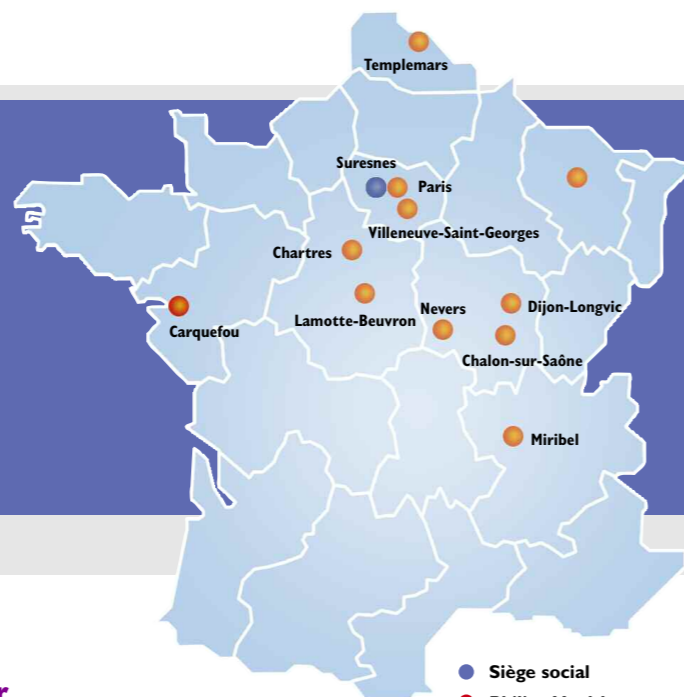 Templemars
Suresnes
Paris
Villeneuve-Saint-Georges
Chartres
Lamotte-Beuvron
Nevers
Dijon-Longvic
Carquefou
Chalon-sur-Saône
Miribel
Siège social